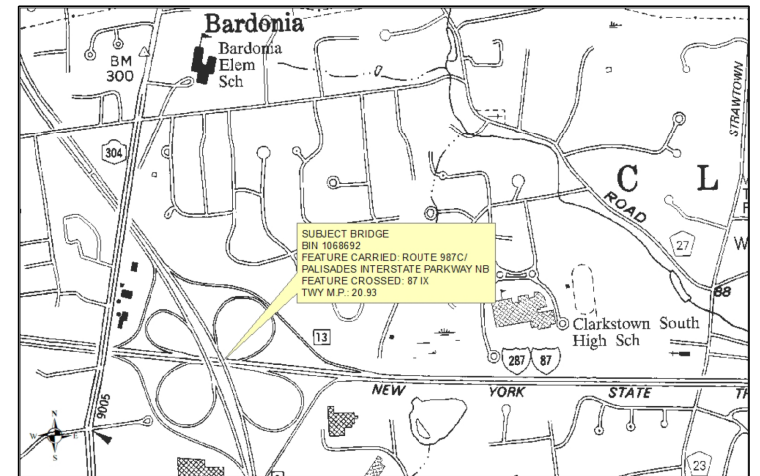 Bardonia
Bardonia
Elem
Sch
BM
300
304
STRAWTOWN
C L
ROAD
SUBJECT BRIDGE
BIN 1068692
FEATURE CARRIED: ROUTE 987C/
PALISADES INTERSTATE PARKWAY NB
FEATURE CROSSED: 87 IX
TWY M.P.: 20.93
27
W
88
13
Clarkstown South
High Sch
287 87
NEW YORK STATE TH
9005
N
W E
S
23